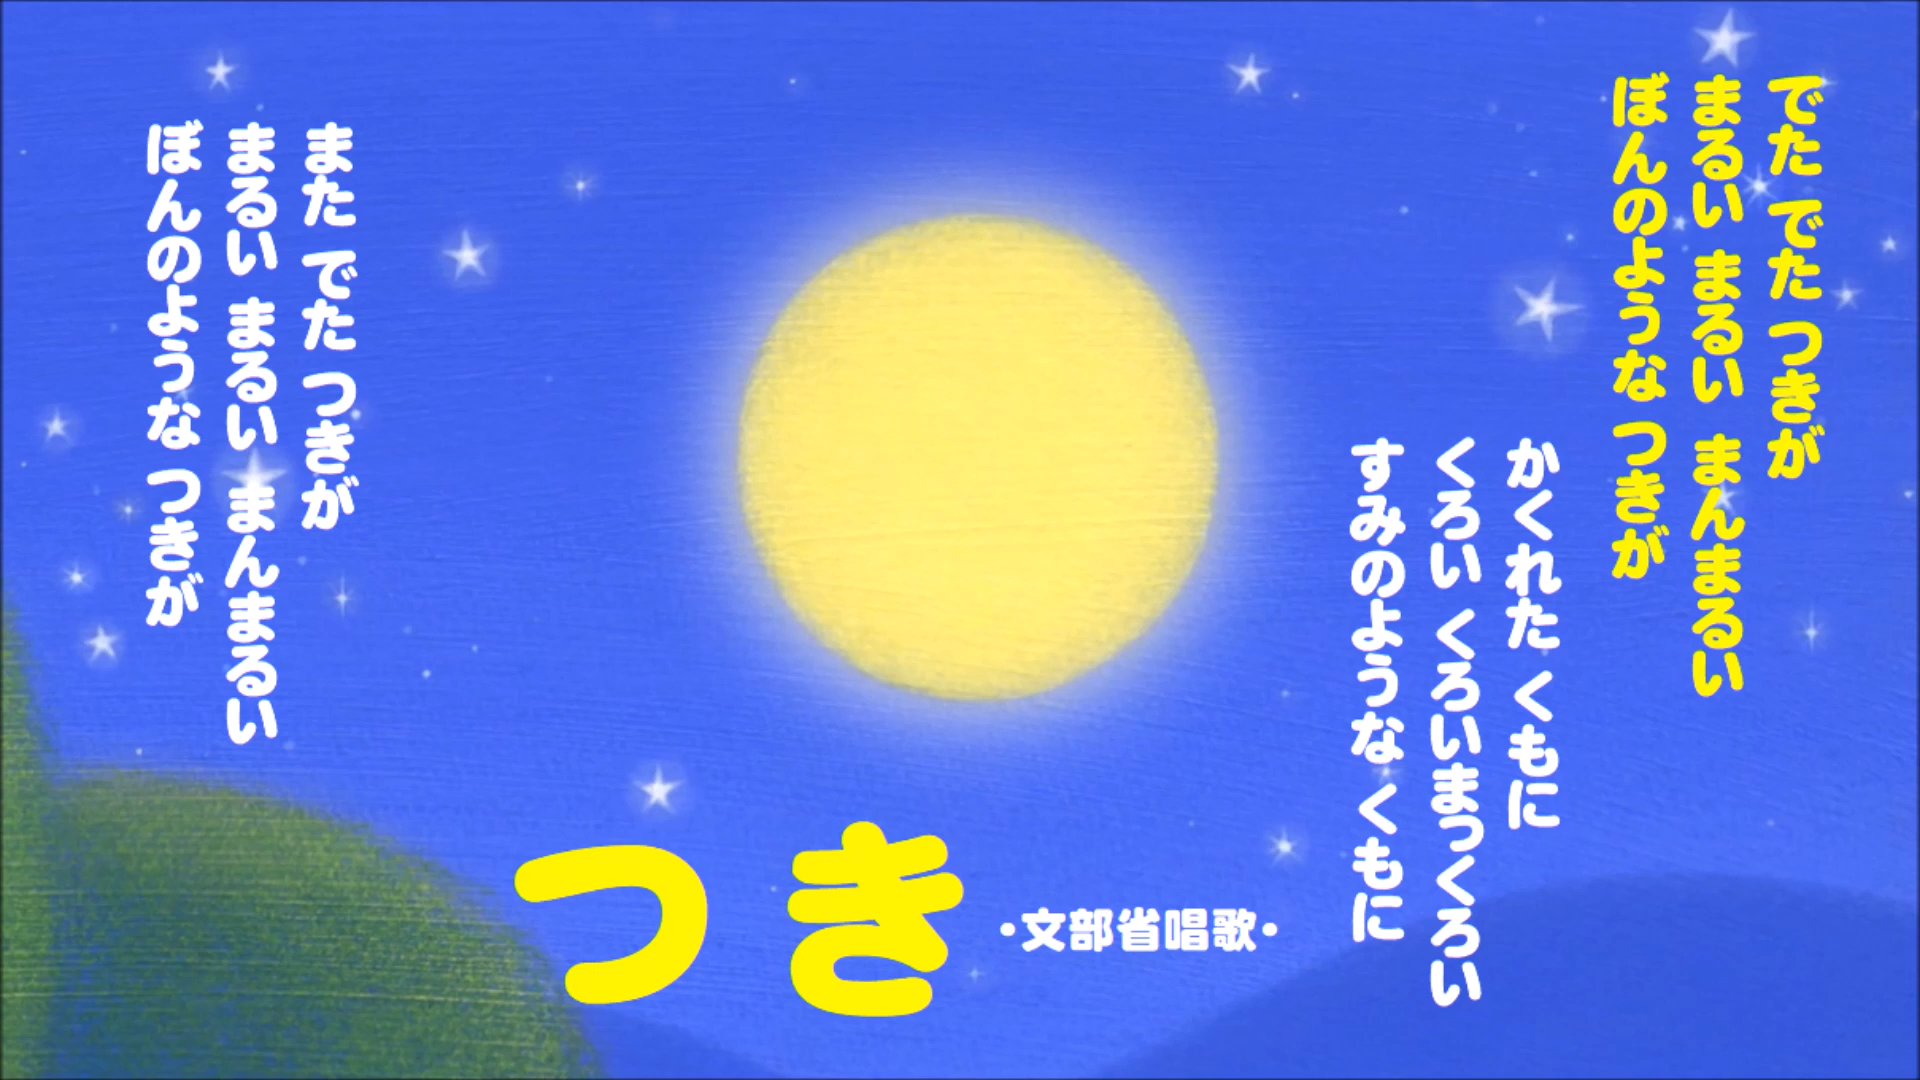 でた でた つきが
まるい まるい まんまるい
ぼんのような つきが
かくれた くもに
くろい くろいまっくろい
すみのような くもに
また でた つきが
まるい まるい まんまるい
ぼんのような つきが
つき
・文部省唱歌・